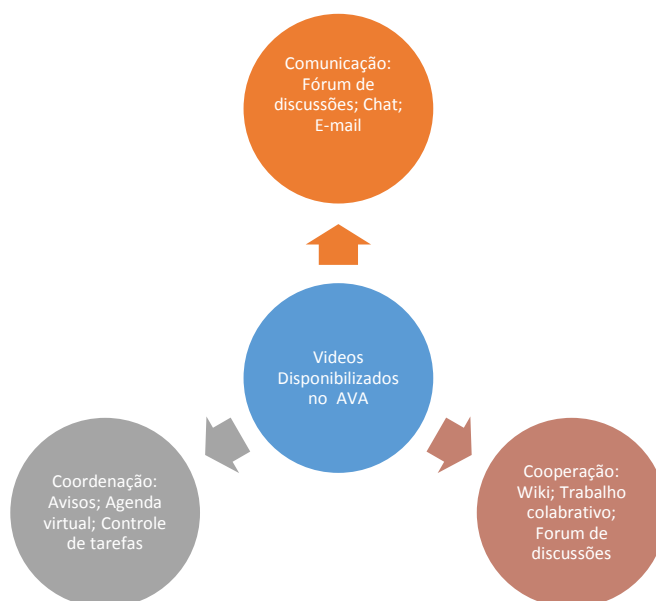 Comunicação:
Fórum de
discussões; Chat;
E-mail
Videos
Disponibilizados
no AVA
Coordenação:
Avisos; Agenda
virtual; Controle
de tarefas
Cooperação:
Wiki; Trabalho
colabrativo;
Forum de
discussões